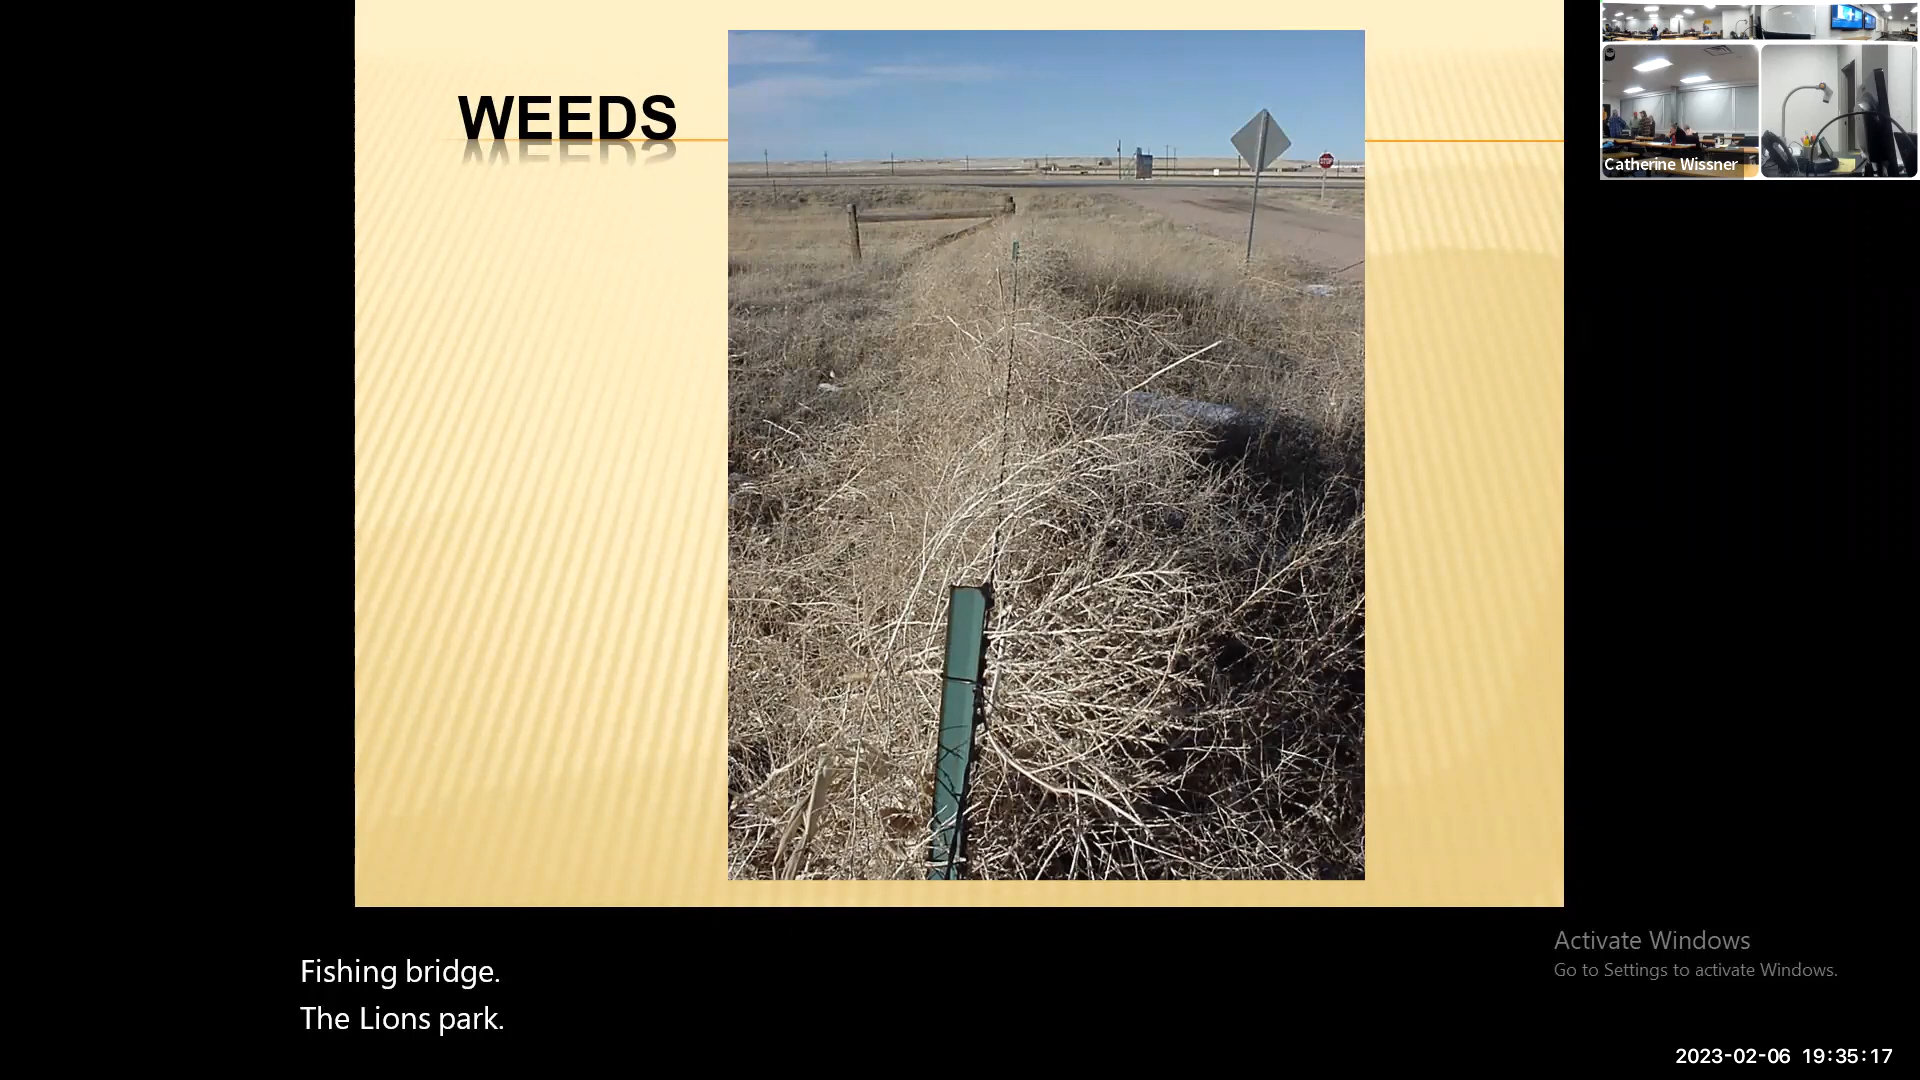 WEEDS
STOP
Catherine Wissner
Fishing bridge.
The Lions park.
Activate Windows
Go to Settings to activate Windows.
2023-02-06 19:35:17